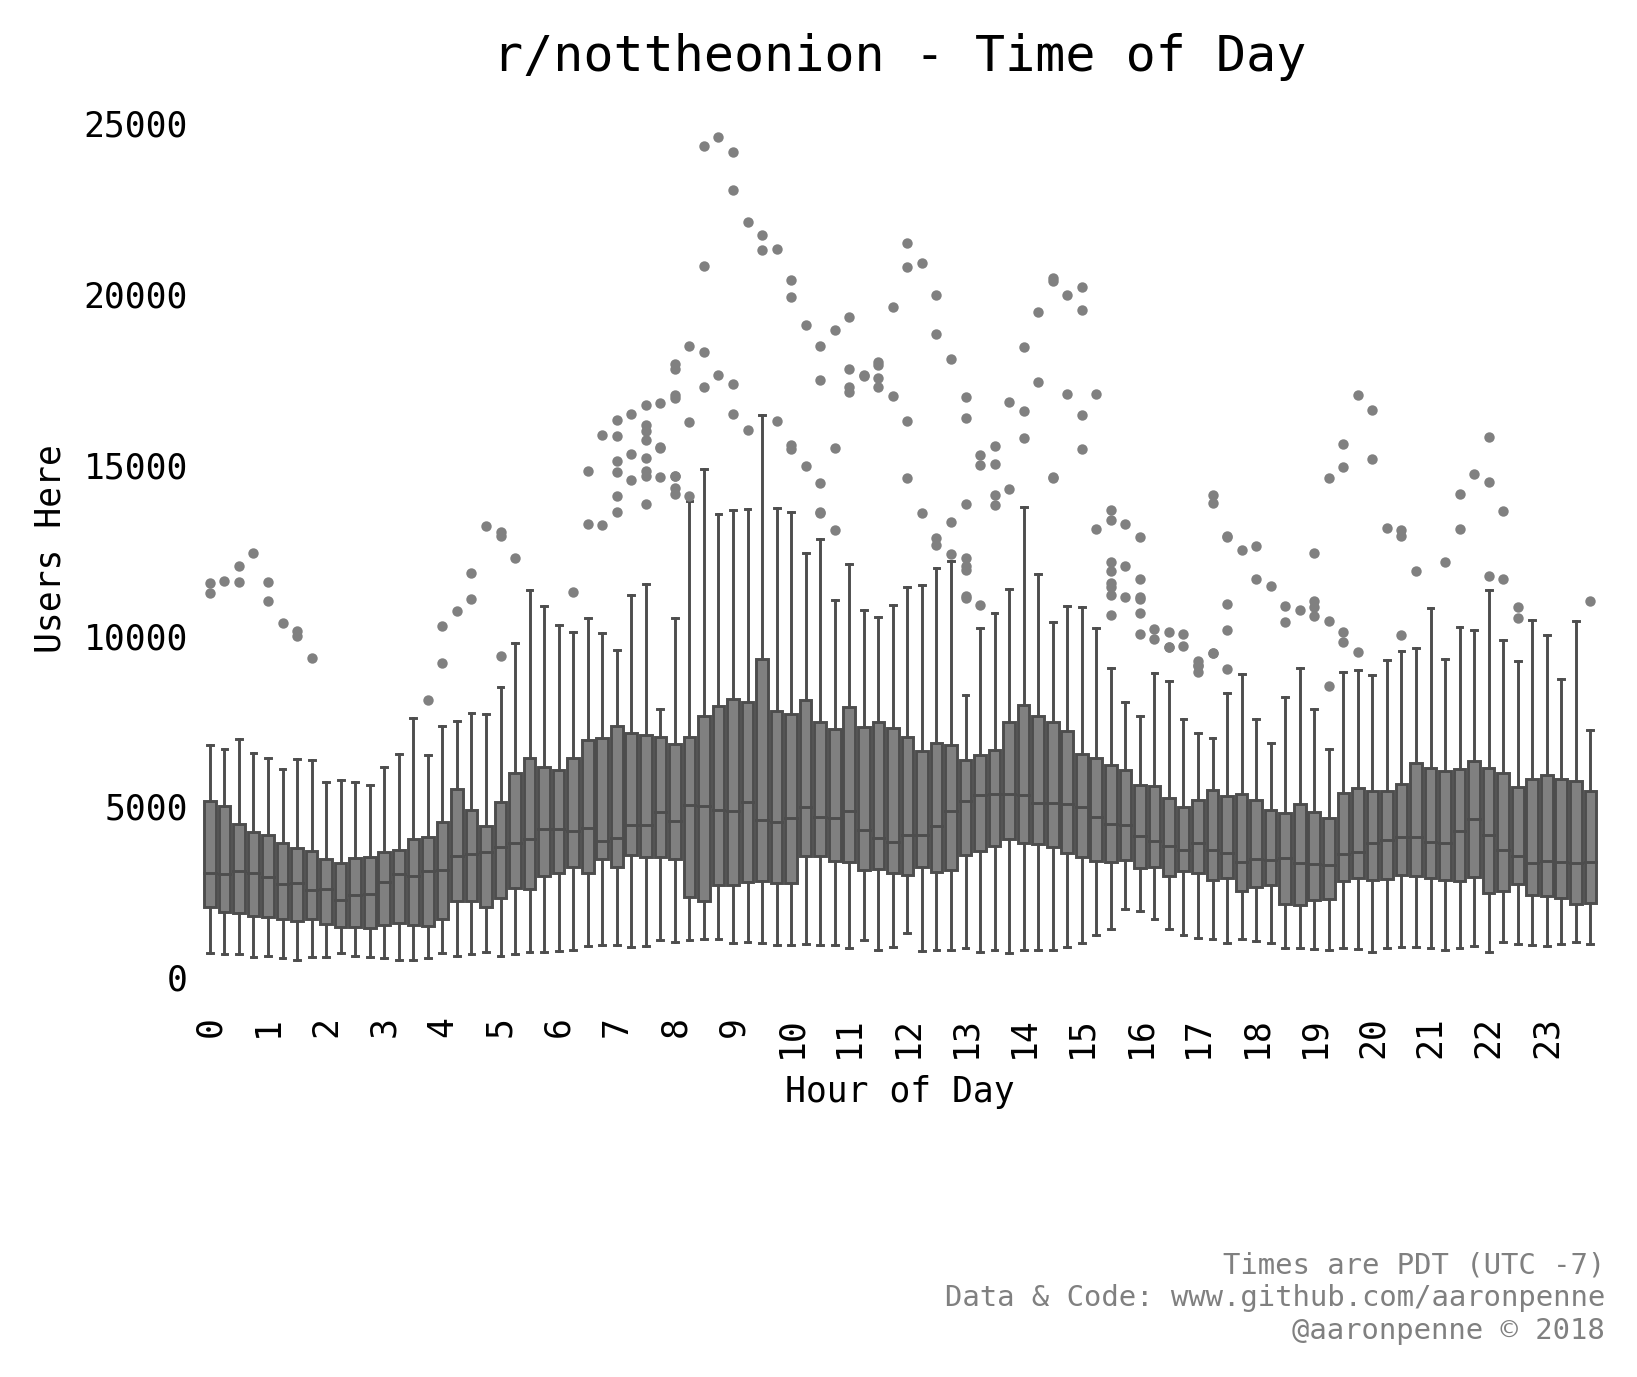 r/nottheonion - Time of Day
25000
20000
15000
10000
5000
0
Users Here
0 1 2 3 4 5 6 7 8 9 10 11 12 13 14 15 16 17 18 19 20 21 22 23
Hour of Day
Times are PDT (UTC -7)
Data & Code: www.github.com/aaronpenne
@aaronpenne © 2018